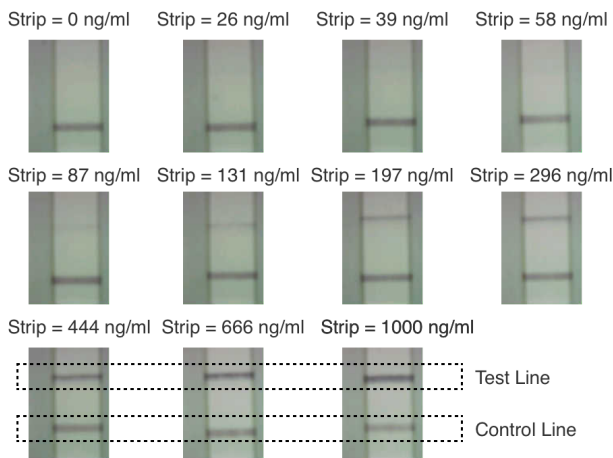 Strip = 0 ng/ml Strip = 26 ng/ml Strip = 39 ng/ml Strip = 58 ng/ml
Strip = 87 ng/ml Strip = 131 ng/ml Strip = 197 ng/ml Strip = 296 ng/ml
Strip = 444 ng/ml Strip = 666 ng/ml Strip = 1000 ng/ml
Test Line
Control Line